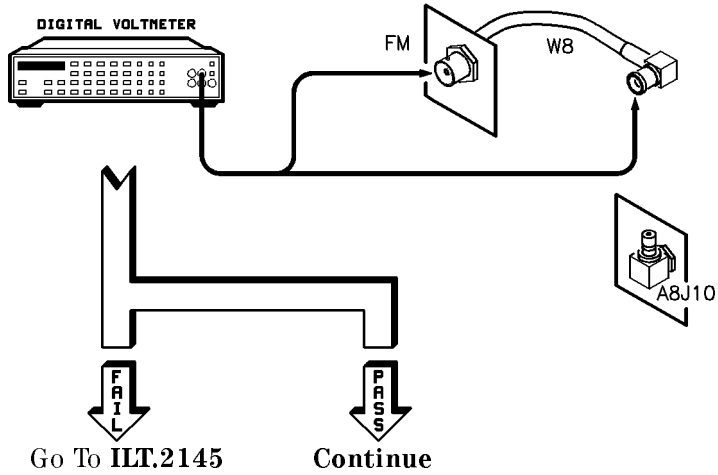 DIGITAL VOLTMETER
FM
W8
A8J10
FAIL
PASS
Go To ILT.2145
Continue